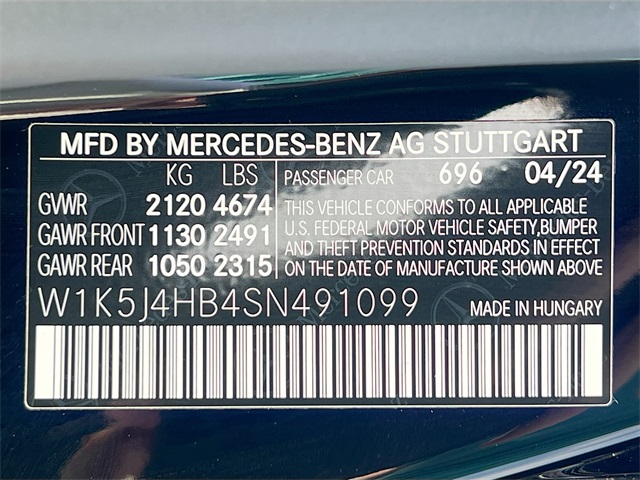 MFD BY MERCEDES-BENZ AG STUTTGART
KG LBS PASSENGER CAR 696 04/24
GVWR 2120 4674 THIS VEHICLE CONFORMS TO ALL APPLICABLE
U.S. FEDERAL MOTOR VEHICLE SAFETY,BUMPER
GAWR FRONT 1130 2491 AND THEFT PREVENTION STANDARDS IN EFFECT
GAWR REAR 1050 2315 ON THE DATE OF MANUFACTURE SHOWN ABOVE.
W1K5J4HB4SN491099 MADE IN HUNGARY